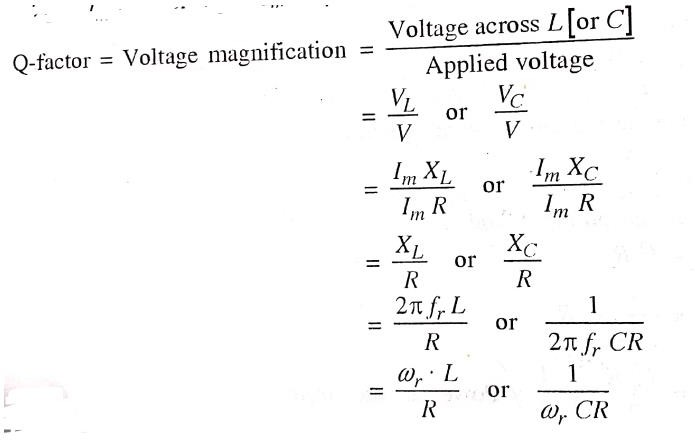 Q-factor = Voltage magnification = Voltage across L [or C] / Applied voltage
= V_L / V or V_C / V
= I_m X_L / I_m R or I_m X_C / I_m R
= X_L / R or X_C / R
= 2π f_r L / R or 1 / 2π f_r CR
= ω_r · L / R or 1 / ω_r CR